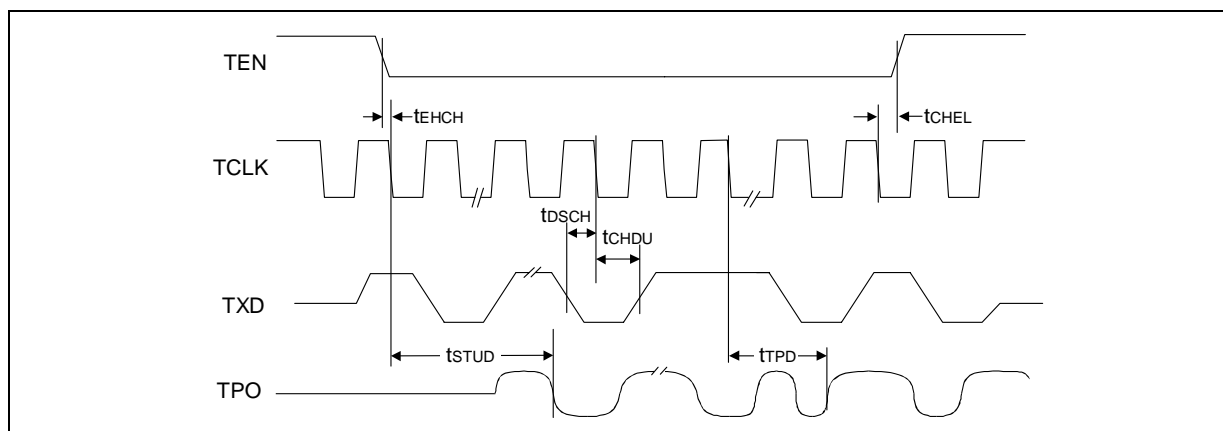 TEN
tEHCH
tCHEL
TCLK
tDSCH
tCHDU
TXD
tSTUD
tTPD
TPO